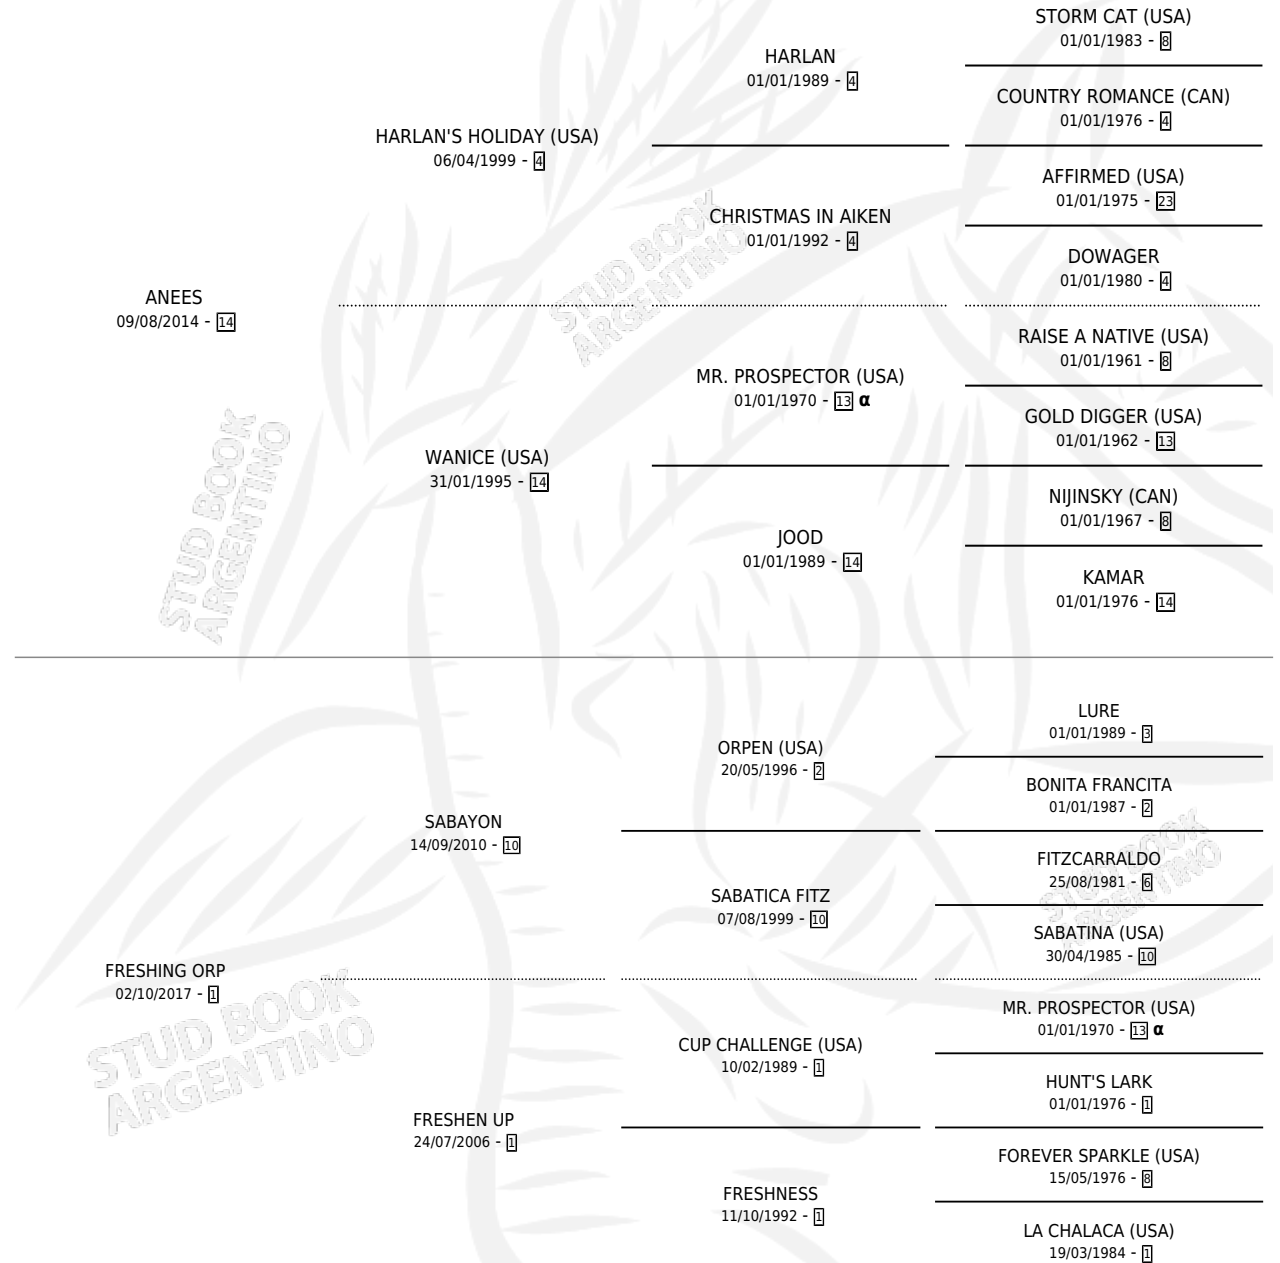 STORM CAT (USA)
01/01/1983 - 8
HARLAN
01/01/1989 - 4
COUNTRY ROMANCE (CAN)
01/01/1976 - 4
HARLAN'S HOLIDAY (USA)
06/04/1999 - 4
AFFIRMED (USA)
01/01/1975 - 23
CHRISTMAS IN AIKEN
01/01/1992 - 4
DOWAGER
01/01/1980 - 4
STUD BOOK
ARGENTINO
ANEES
09/08/2014 - 14
RAISE A NATIVE (USA)
01/01/1961 - 8
MR. PROSPECTOR (USA)
01/01/1970 - 13 α
GOLD DIGGER (USA)
01/01/1962 - 13
WANICE (USA)
31/01/1995 - 14
NIJINSKY (CAN)
01/01/1967 - 8
JOOD
01/01/1989 - 14
KAMAR
01/01/1976 - 14
STUD BOOK
ARGENTINO
LURE
01/01/1989 - 3
ORPEN (USA)
20/05/1996 - 2
BONITA FRANCITA
01/01/1987 - 2
SABAYON
14/09/2010 - 10
FITZCARRALDO
25/08/1981 - 6
SABATICA FITZ
07/08/1999 - 10
SABATINA (USA)
30/04/1985 - 10
STUD BOOK
ARGENTINO
FRESHING ORP
02/10/2017 - 1
MR. PROSPECTOR (USA)
01/01/1970 - 13 α
CUP CHALLENGE (USA)
10/02/1989 - 1
HUNT'S LARK
01/01/1976 - 1
STUD BOOK
ARGENTINO
FRESHEN UP
24/07/2006 - 1
FOREVER SPARKLE (USA)
15/05/1976 - 8
FRESHNESS
11/10/1992 - 1
LA CHALACA (USA)
19/03/1984 - 1